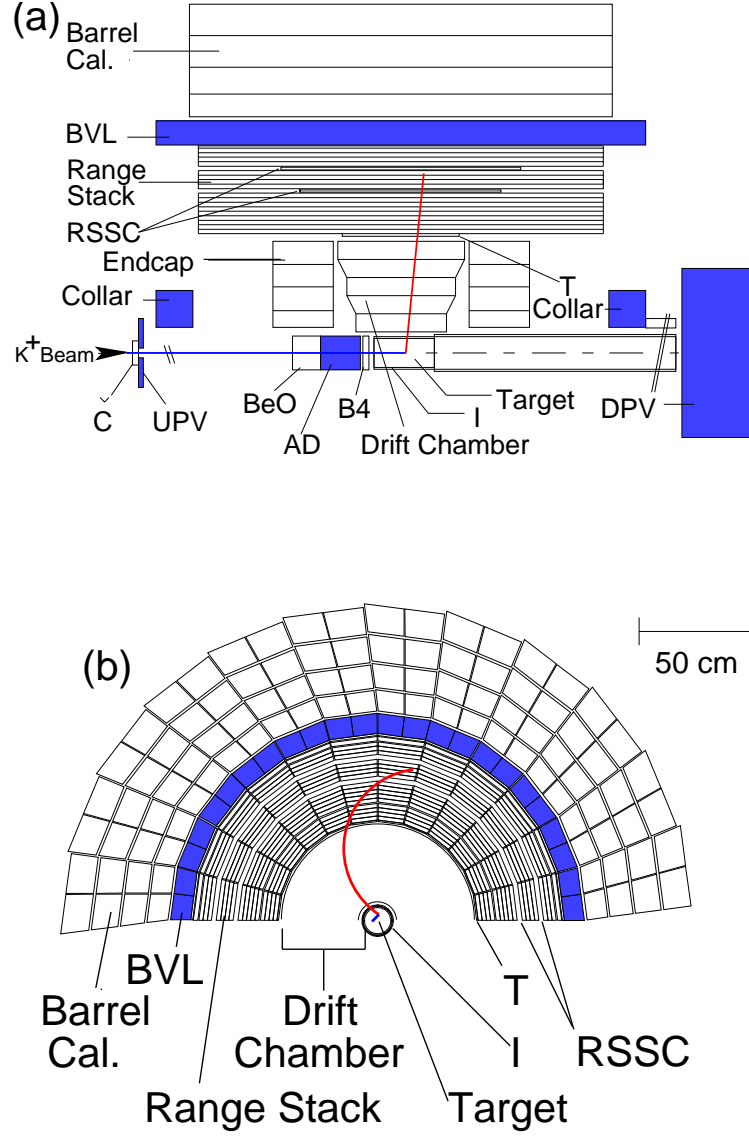 (a)
Barrel
Cal.
BVL
Range
Stack
RSSC
Endcap
T
Collar
Collar
K+ Beam
C
UPV
BeO
AD
B4
I
Target
Drift Chamber
DPV
50 cm
(b)
BVL
Barrel
Cal.
Drift
Chamber
T
I
RSSC
Range Stack
Target